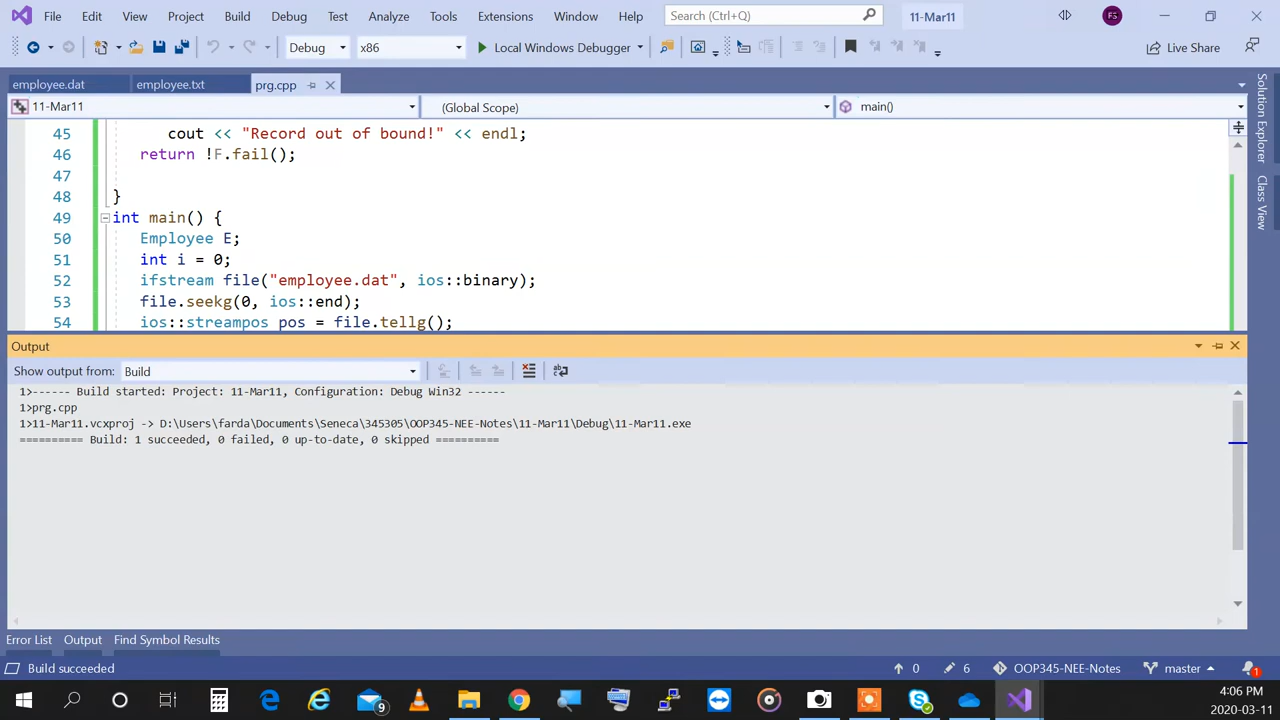 File Edit View Project Build Debug Test Analyze Tools Extensions Window Help Search (Ctrl+Q) 11-Mar11 FS
Debug x86 Local Windows Debugger Live Share
employee.dat employee.txt prg.cpp
11-Mar11 (Global Scope) main()
45 cout << "Record out of bound!" << endl;
46 return !F.fail();
47
48 }
49 int main() {
50 Employee E;
51 int i = 0;
52 ifstream file("employee.dat", ios::binary);
53 file.seekg(0, ios::end);
54 ios::streampos pos = file.tellg();
Solution Explorer
Class View
Output
Show output from: Build
1>------ Build started: Project: 11-Mar11, Configuration: Debug Win32 ------
1>prg.cpp
1>11-Mar11.vcxproj -> D:\Users\farda\Documents\Seneca\345305\OOP345-NEE-Notes\11-Mar11\Debug\11-Mar11.exe
========== Build: 1 succeeded, 0 failed, 0 up-to-date, 0 skipped ==========
Error List Output Find Symbol Results
Build succeeded 0 6 OOP345-NEE-Notes master 1
9
4:06 PM
2020-03-11